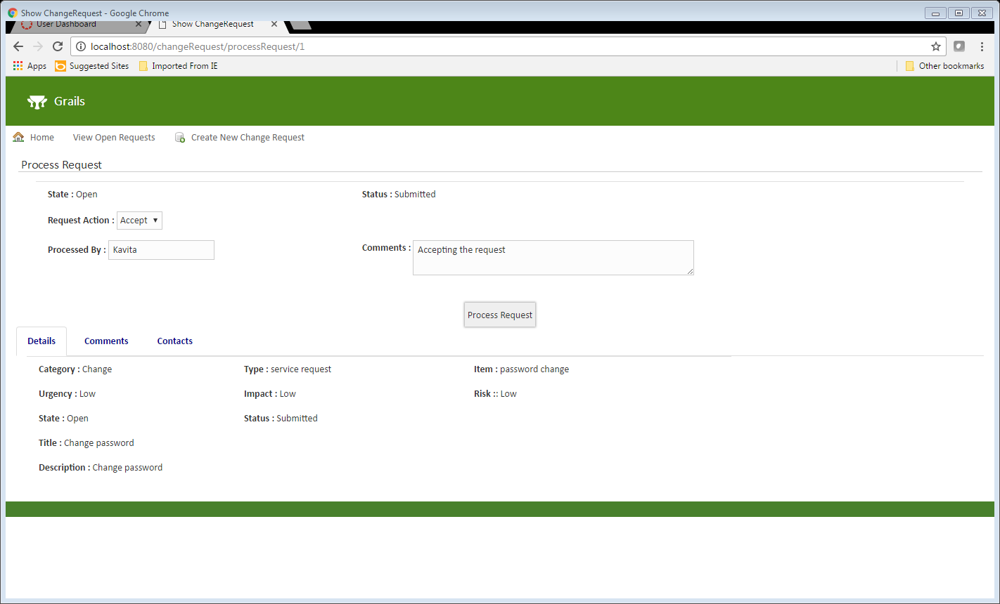 Show ChangeRequest - Google Chrome
User Dashboard Show ChangeRequest
localhost:8080/changeRequest/processRequest/1
Apps Suggested Sites Imported From IE Other bookmarks
Grails
Home View Open Requests Create New Change Request
Process Request
State : Open Status : Submitted
Request Action : Accept
Processed By : Kavita Comments : Accepting the request
Process Request
Details Comments Contacts
Category : Change Type : service request Item : password change
Urgency : Low Impact : Low Risk :: Low
State : Open Status : Submitted
Title : Change password
Description : Change password